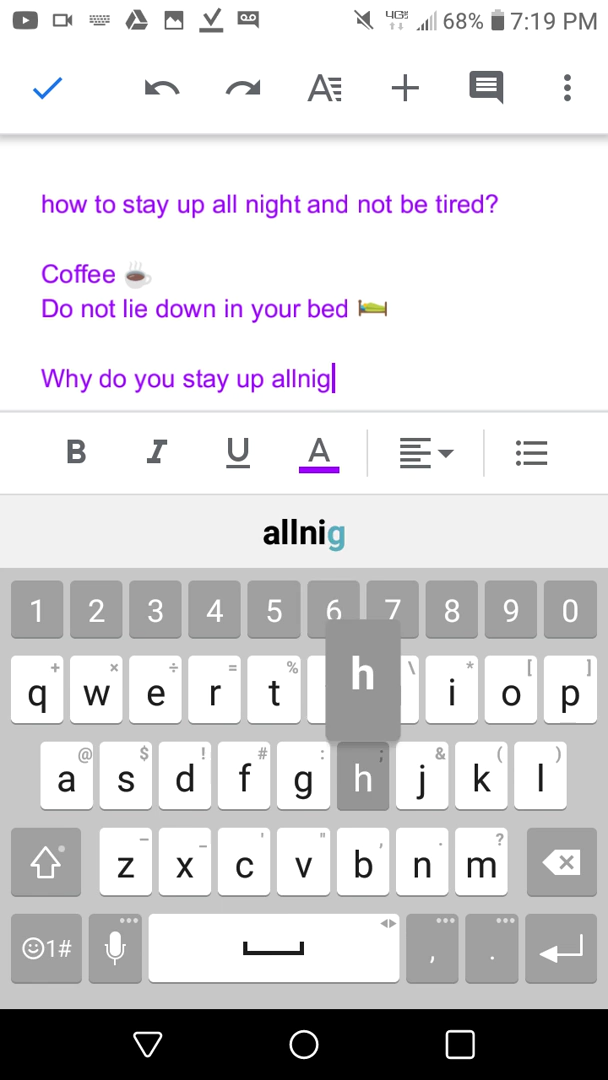 4G 68% 7:19 PM
how to stay up all night and not be tired?
Coffee ☕
Do not lie down in your bed 🛏
Why do you stay up allnig
B I U A
allnig
1 2 3 4 5 6 7 8 9 0
+ × ÷ = % \ * [ ]
q w e r t h i o p
@ $ ! # : ; & ( )
a s d f g h j k l
– _ ' " , . ?
z x c v b n m
☺1# , .